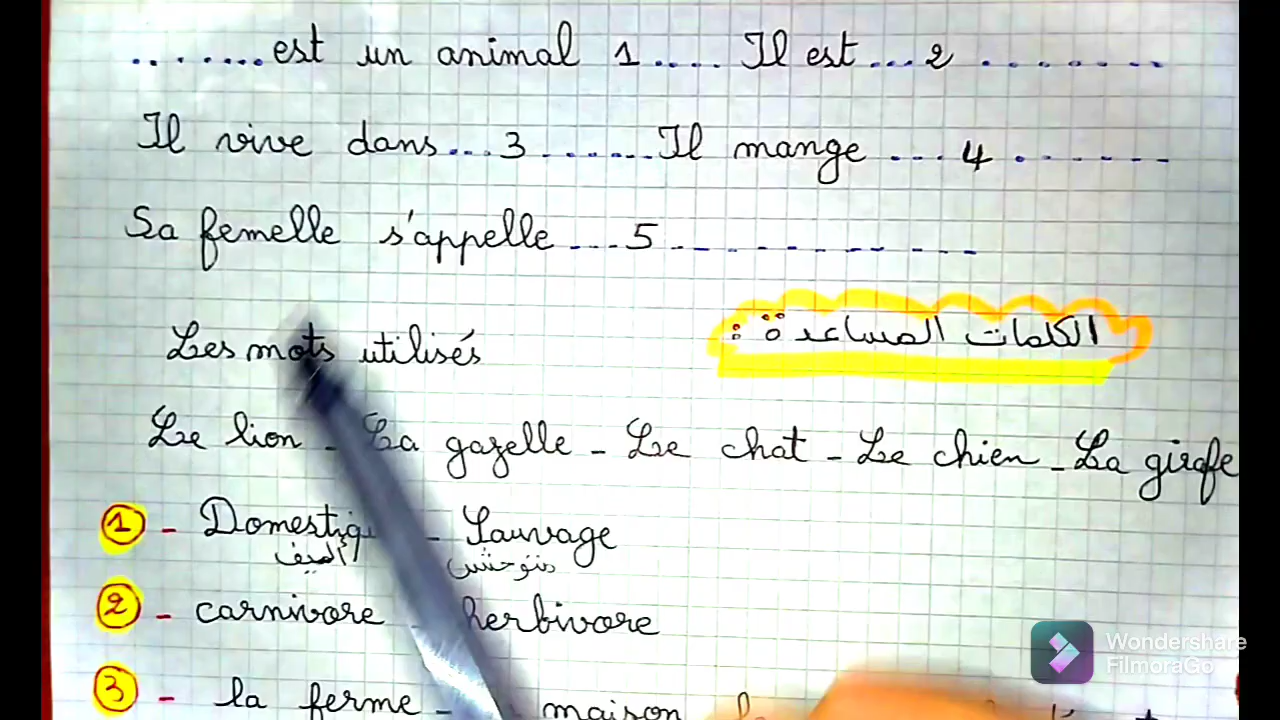 ........est un animal 1.... Il est...2........
Il vive dans...3.......Il mange ...4.......
Sa femelle s'appelle ...5..........
Les mots utilisés
الكلمات المساعدة :
Le lion - La gazelle - Le chat - Le chien - La girafe
1 - Domestique - Sauvage
أليف متوحش
2 - carnivore - herbivore
3 - la ferme - maison
Wondershare
FilmoraGo